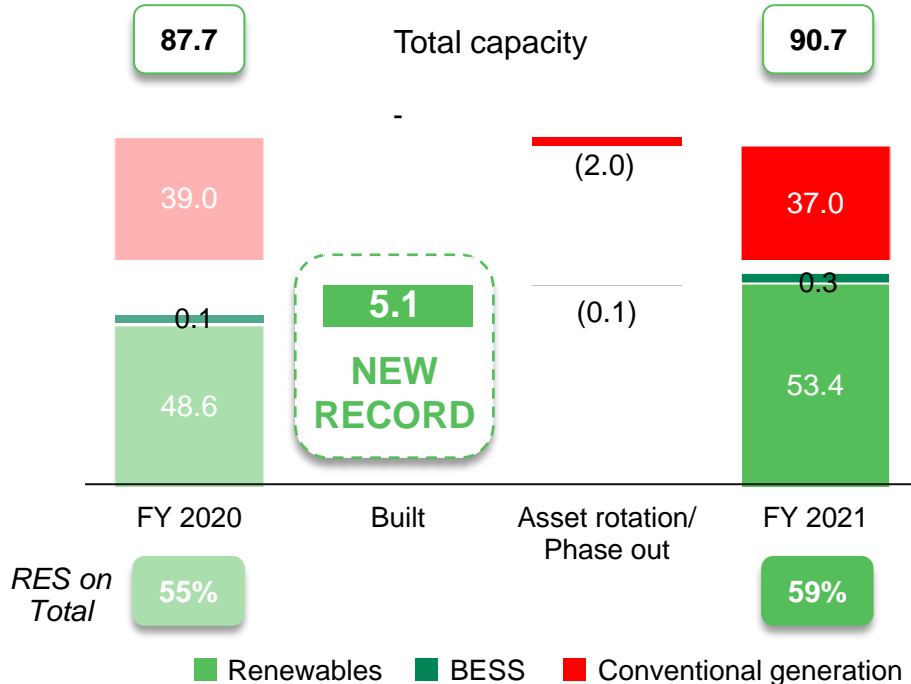 87.7
Total capacity
90.7
-
39.0
(2.0)
37.0
0.1
5.1
(0.1)
0.3
NEW
RECORD
48.6
53.4
FY 2020
Built
Asset rotation/
Phase out
FY 2021
RES on
Total
55%
59%
Renewables
BESS
Conventional generation